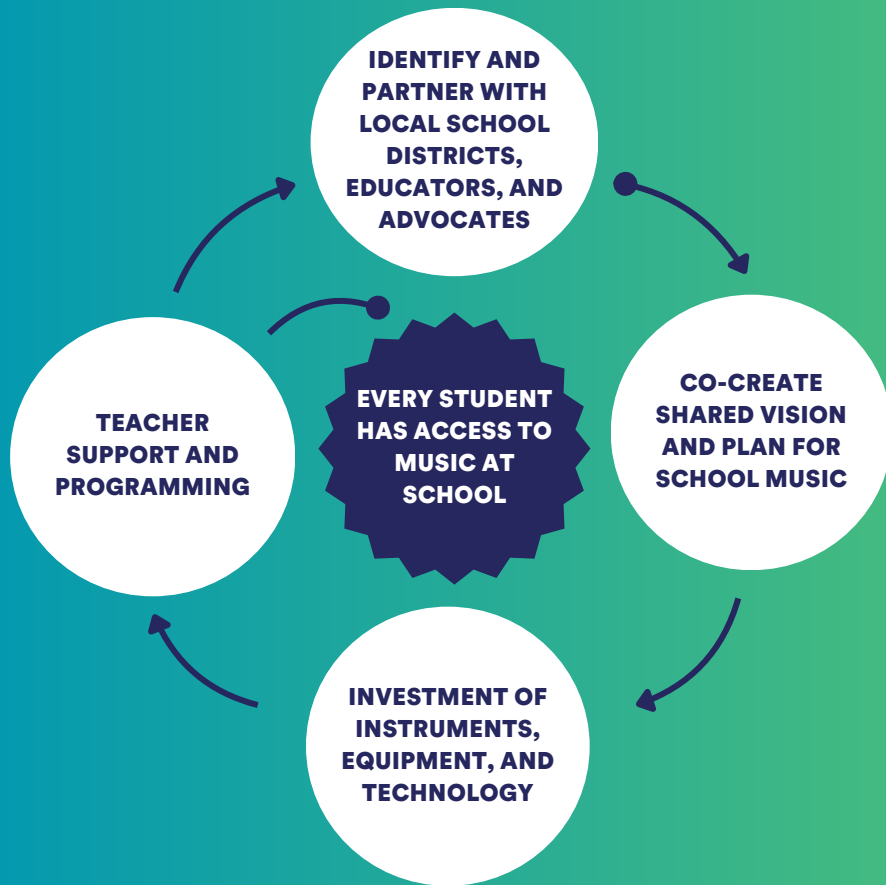 IDENTIFY AND
PARTNER WITH
LOCAL SCHOOL
DISTRICTS,
EDUCATORS, AND
ADVOCATES
CO-CREATE
SHARED VISION
AND PLAN FOR
SCHOOL MUSIC
INVESTMENT OF
INSTRUMENTS,
EQUIPMENT, AND
TECHNOLOGY
TEACHER
SUPPORT AND
PROGRAMMING
EVERY STUDENT
HAS ACCESS TO
MUSIC AT
SCHOOL